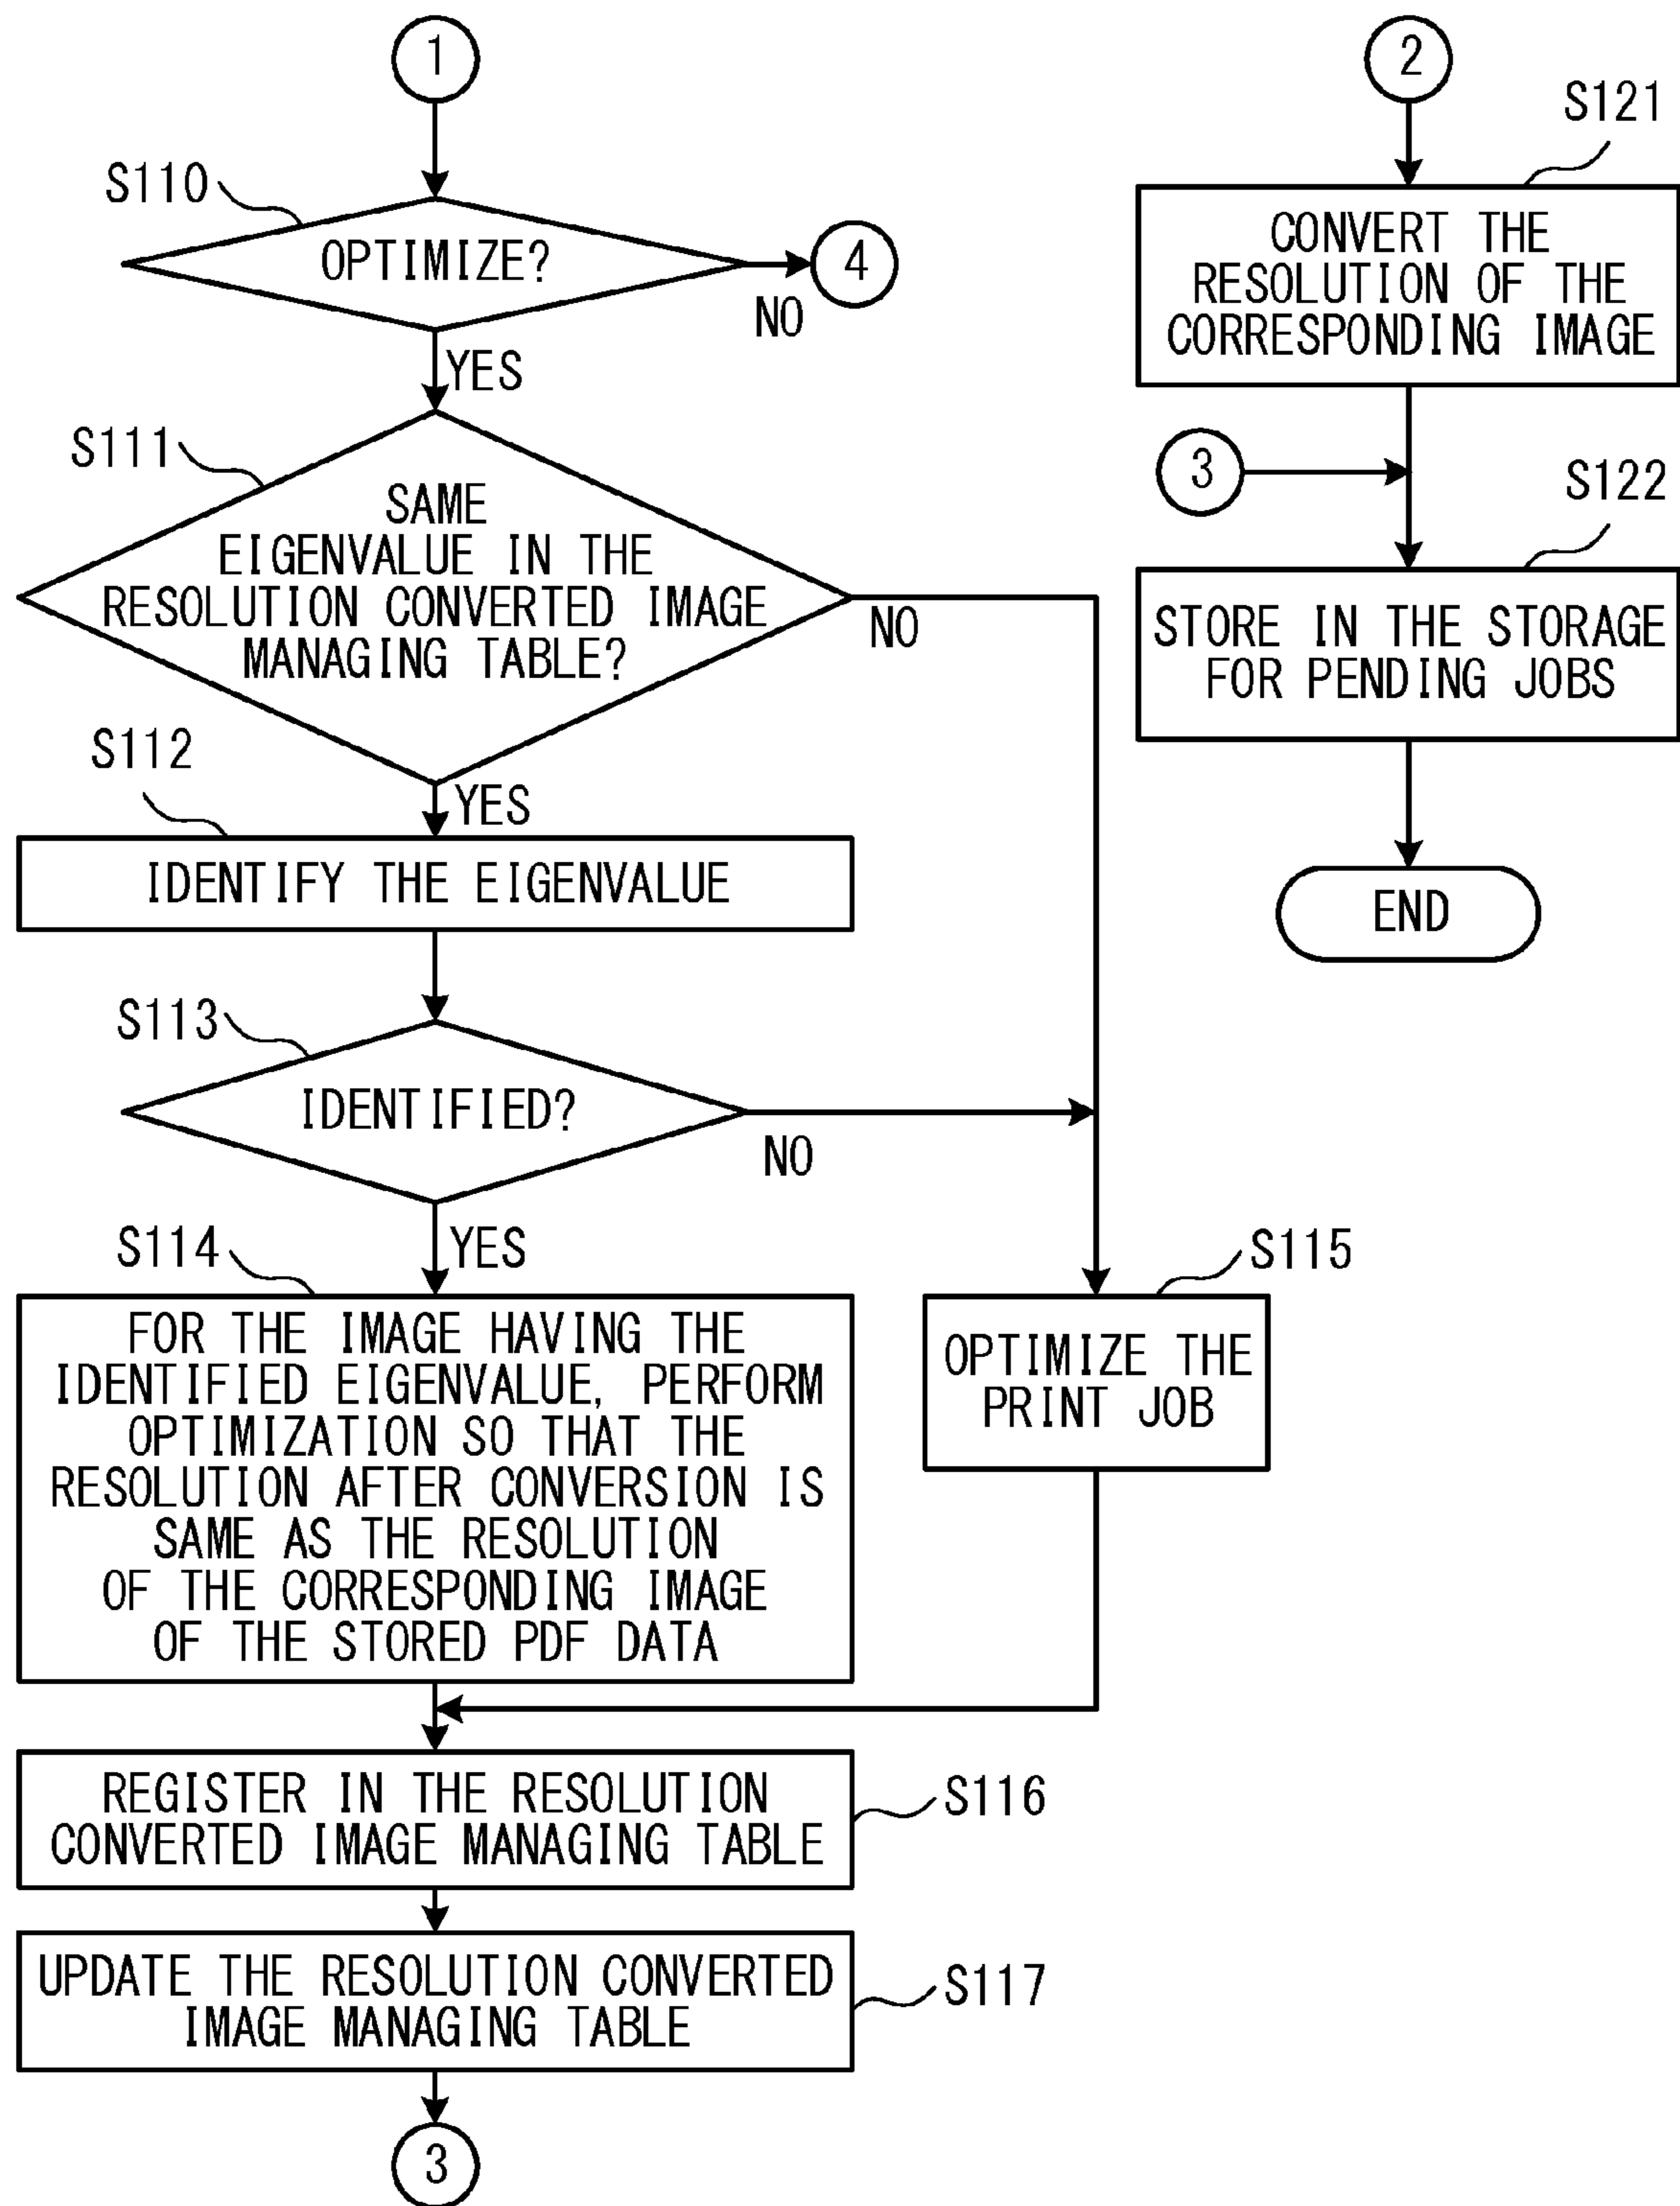 1
S110
OPTIMIZE?
4
NO
YES
S111
SAME
EIGENVALUE IN THE
RESOLUTION CONVERTED IMAGE
MANAGING TABLE?
NO
S112
YES
IDENTIFY THE EIGENVALUE
S113
IDENTIFIED?
NO
S114
YES
FOR THE IMAGE HAVING THE
IDENTIFIED EIGENVALUE, PERFORM
OPTIMIZATION SO THAT THE
RESOLUTION AFTER CONVERSION IS
SAME AS THE RESOLUTION
OF THE CORRESPONDING IMAGE
OF THE STORED PDF DATA
S115
OPTIMIZE THE
PRINT JOB
REGISTER IN THE RESOLUTION
CONVERTED IMAGE MANAGING TABLE
S116
UPDATE THE RESOLUTION CONVERTED
IMAGE MANAGING TABLE
S117
3
2
S121
CONVERT THE
RESOLUTION OF THE
CORRESPONDING IMAGE
3
S122
STORE IN THE STORAGE
FOR PENDING JOBS
END